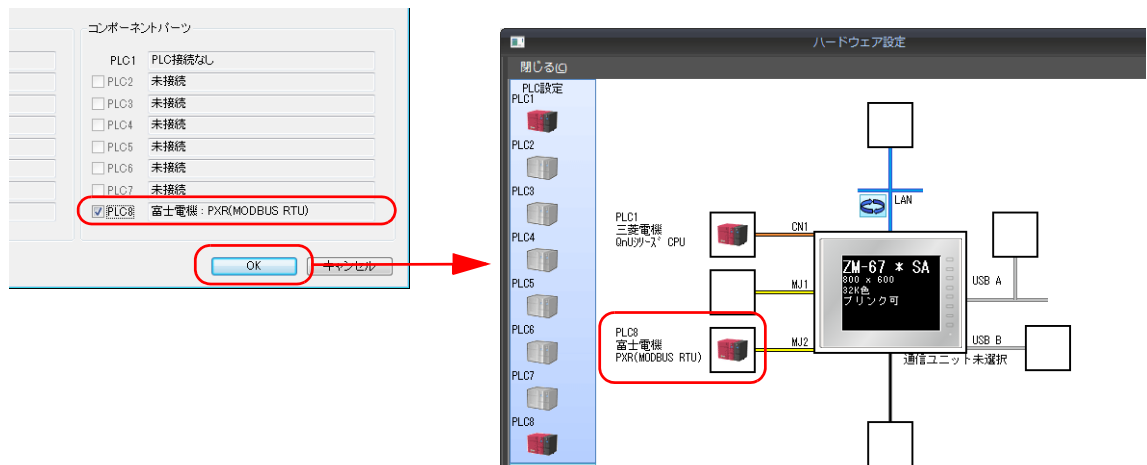 コンポーネントパーツ
PLC1 PLC接続なし
PLC2 未接続
PLC3 未接続
PLC4 未接続
PLC5 未接続
PLC6 未接続
PLC7 未接続
PLC8 富士電機 : PXR(MODBUS RTU)
OK
キャンセル
ハードウェア設定
閉じる(C)
PLC設定
PLC1
PLC2
PLC3
PLC4
PLC5
PLC6
PLC7
PLC8
LAN
PLC1
三菱電機
QnUシリーズ CPU
CN1
ZM-67 * SA
800 x 600
32K色
ブリンク可
USB A
MJ1
PLC8
富士電機
PXR(MODBUS RTU)
MJ2
USB B
通信ユニット未選択